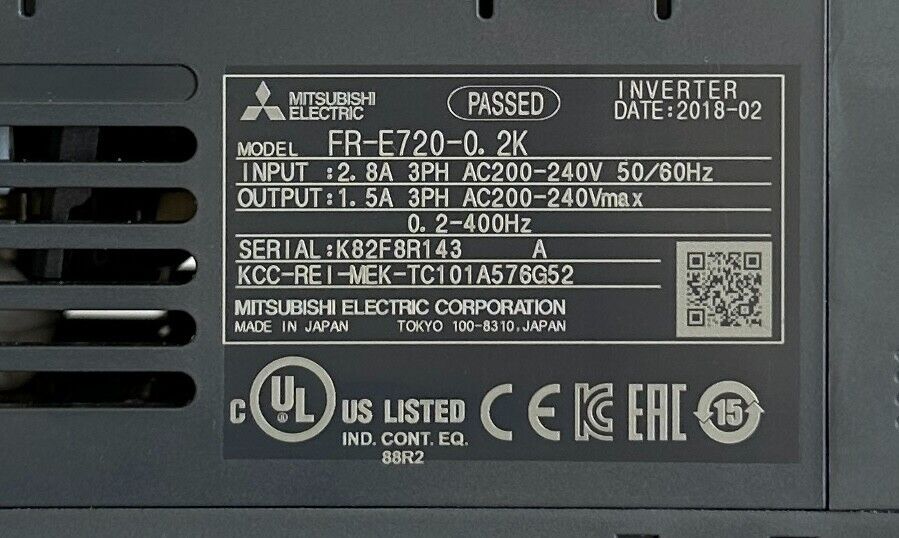 MITSUBISHI
ELECTRIC
PASSED
INVERTER
DATE:2018-02
MODEL FR-E720-0.2K
INPUT :2.8A 3PH AC200-240V 50/60Hz
OUTPUT:1.5A 3PH AC200-240Vmax
0.2-400Hz
SERIAL:K82F8R143 A
KCC-REI-MEK-TC101A576G52
MITSUBISHI ELECTRIC CORPORATION
MADE IN JAPAN TOKYO 100-8310,JAPAN
C UL ® US LISTED CE KC EAC 15
IND. CONT. EQ.
88R2